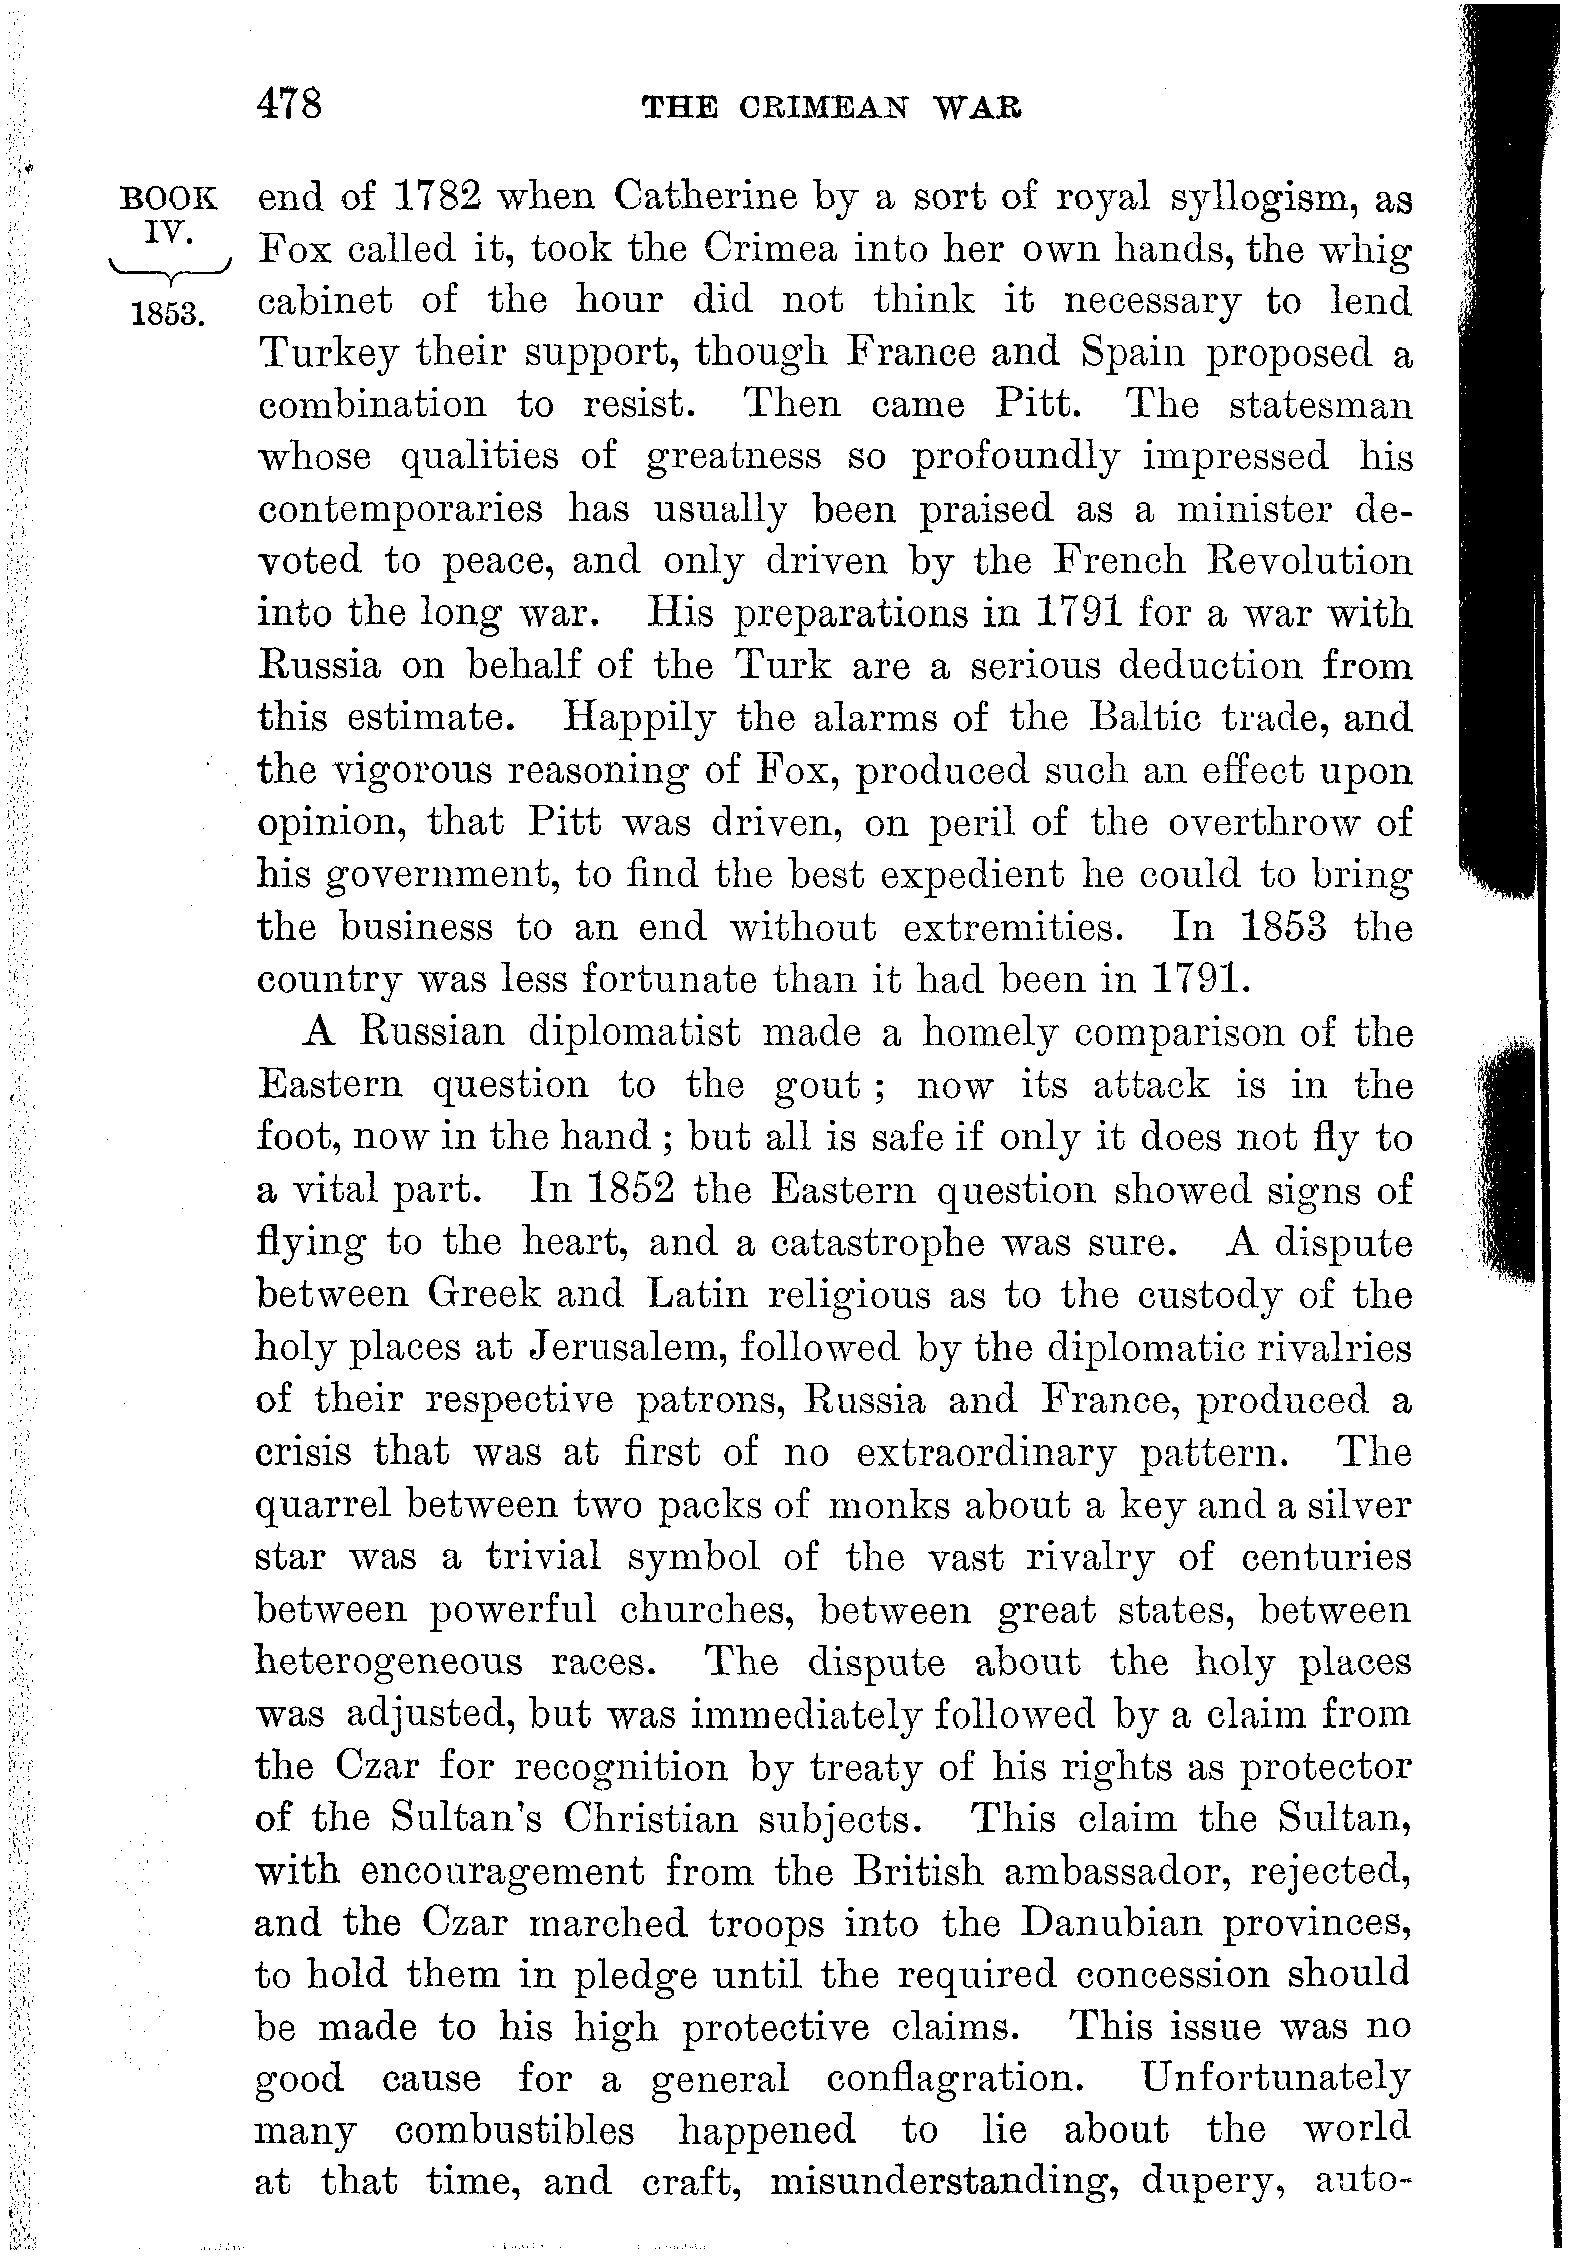 478 THE CRIMEAN WAR
BOOK
IV.
1853.
end of 1782 when Catherine by a sort of royal syllogism, as
Fox called it, took the Crimea into her own hands, the whig
cabinet of the hour did not think it necessary to lend
Turkey their support, though France and Spain proposed a
combination to resist. Then came Pitt. The statesman
whose qualities of greatness so profoundly impressed his
contemporaries has usually been praised as a minister de-
voted to peace, and only driven by the French Revolution
into the long war. His preparations in 1791 for a war with
Russia on behalf of the Turk are a serious deduction from
this estimate. Happily the alarms of the Baltic trade, and
the vigorous reasoning of Fox, produced such an effect upon
opinion, that Pitt was driven, on peril of the overthrow of
his government, to find the best expedient he could to bring
the business to an end without extremities. In 1853 the
country was less fortunate than it had been in 1791.
A Russian diplomatist made a homely comparison of the
Eastern question to the gout ; now its attack is in the
foot, now in the hand ; but all is safe if only it does not fly to
a vital part. In 1852 the Eastern question showed signs of
flying to the heart, and a catastrophe was sure. A dispute
between Greek and Latin religious as to the custody of the
holy places at Jerusalem, followed by the diplomatic rivalries
of their respective patrons, Russia and France, produced a
crisis that was at first of no extraordinary pattern. The
quarrel between two packs of monks about a key and a silver
star was a trivial symbol of the vast rivalry of centuries
between powerful churches, between great states, between
heterogeneous races. The dispute about the holy places
was adjusted, but was immediately followed by a claim from
the Czar for recognition by treaty of his rights as protector
of the Sultan's Christian subjects. This claim the Sultan,
with encouragement from the British ambassador, rejected,
and the Czar marched troops into the Danubian provinces,
to hold them in pledge until the required concession should
be made to his high protective claims. This issue was no
good cause for a general conflagration. Unfortunately
many combustibles happened to lie about the world
at that time, and craft, misunderstanding, dupery, auto-